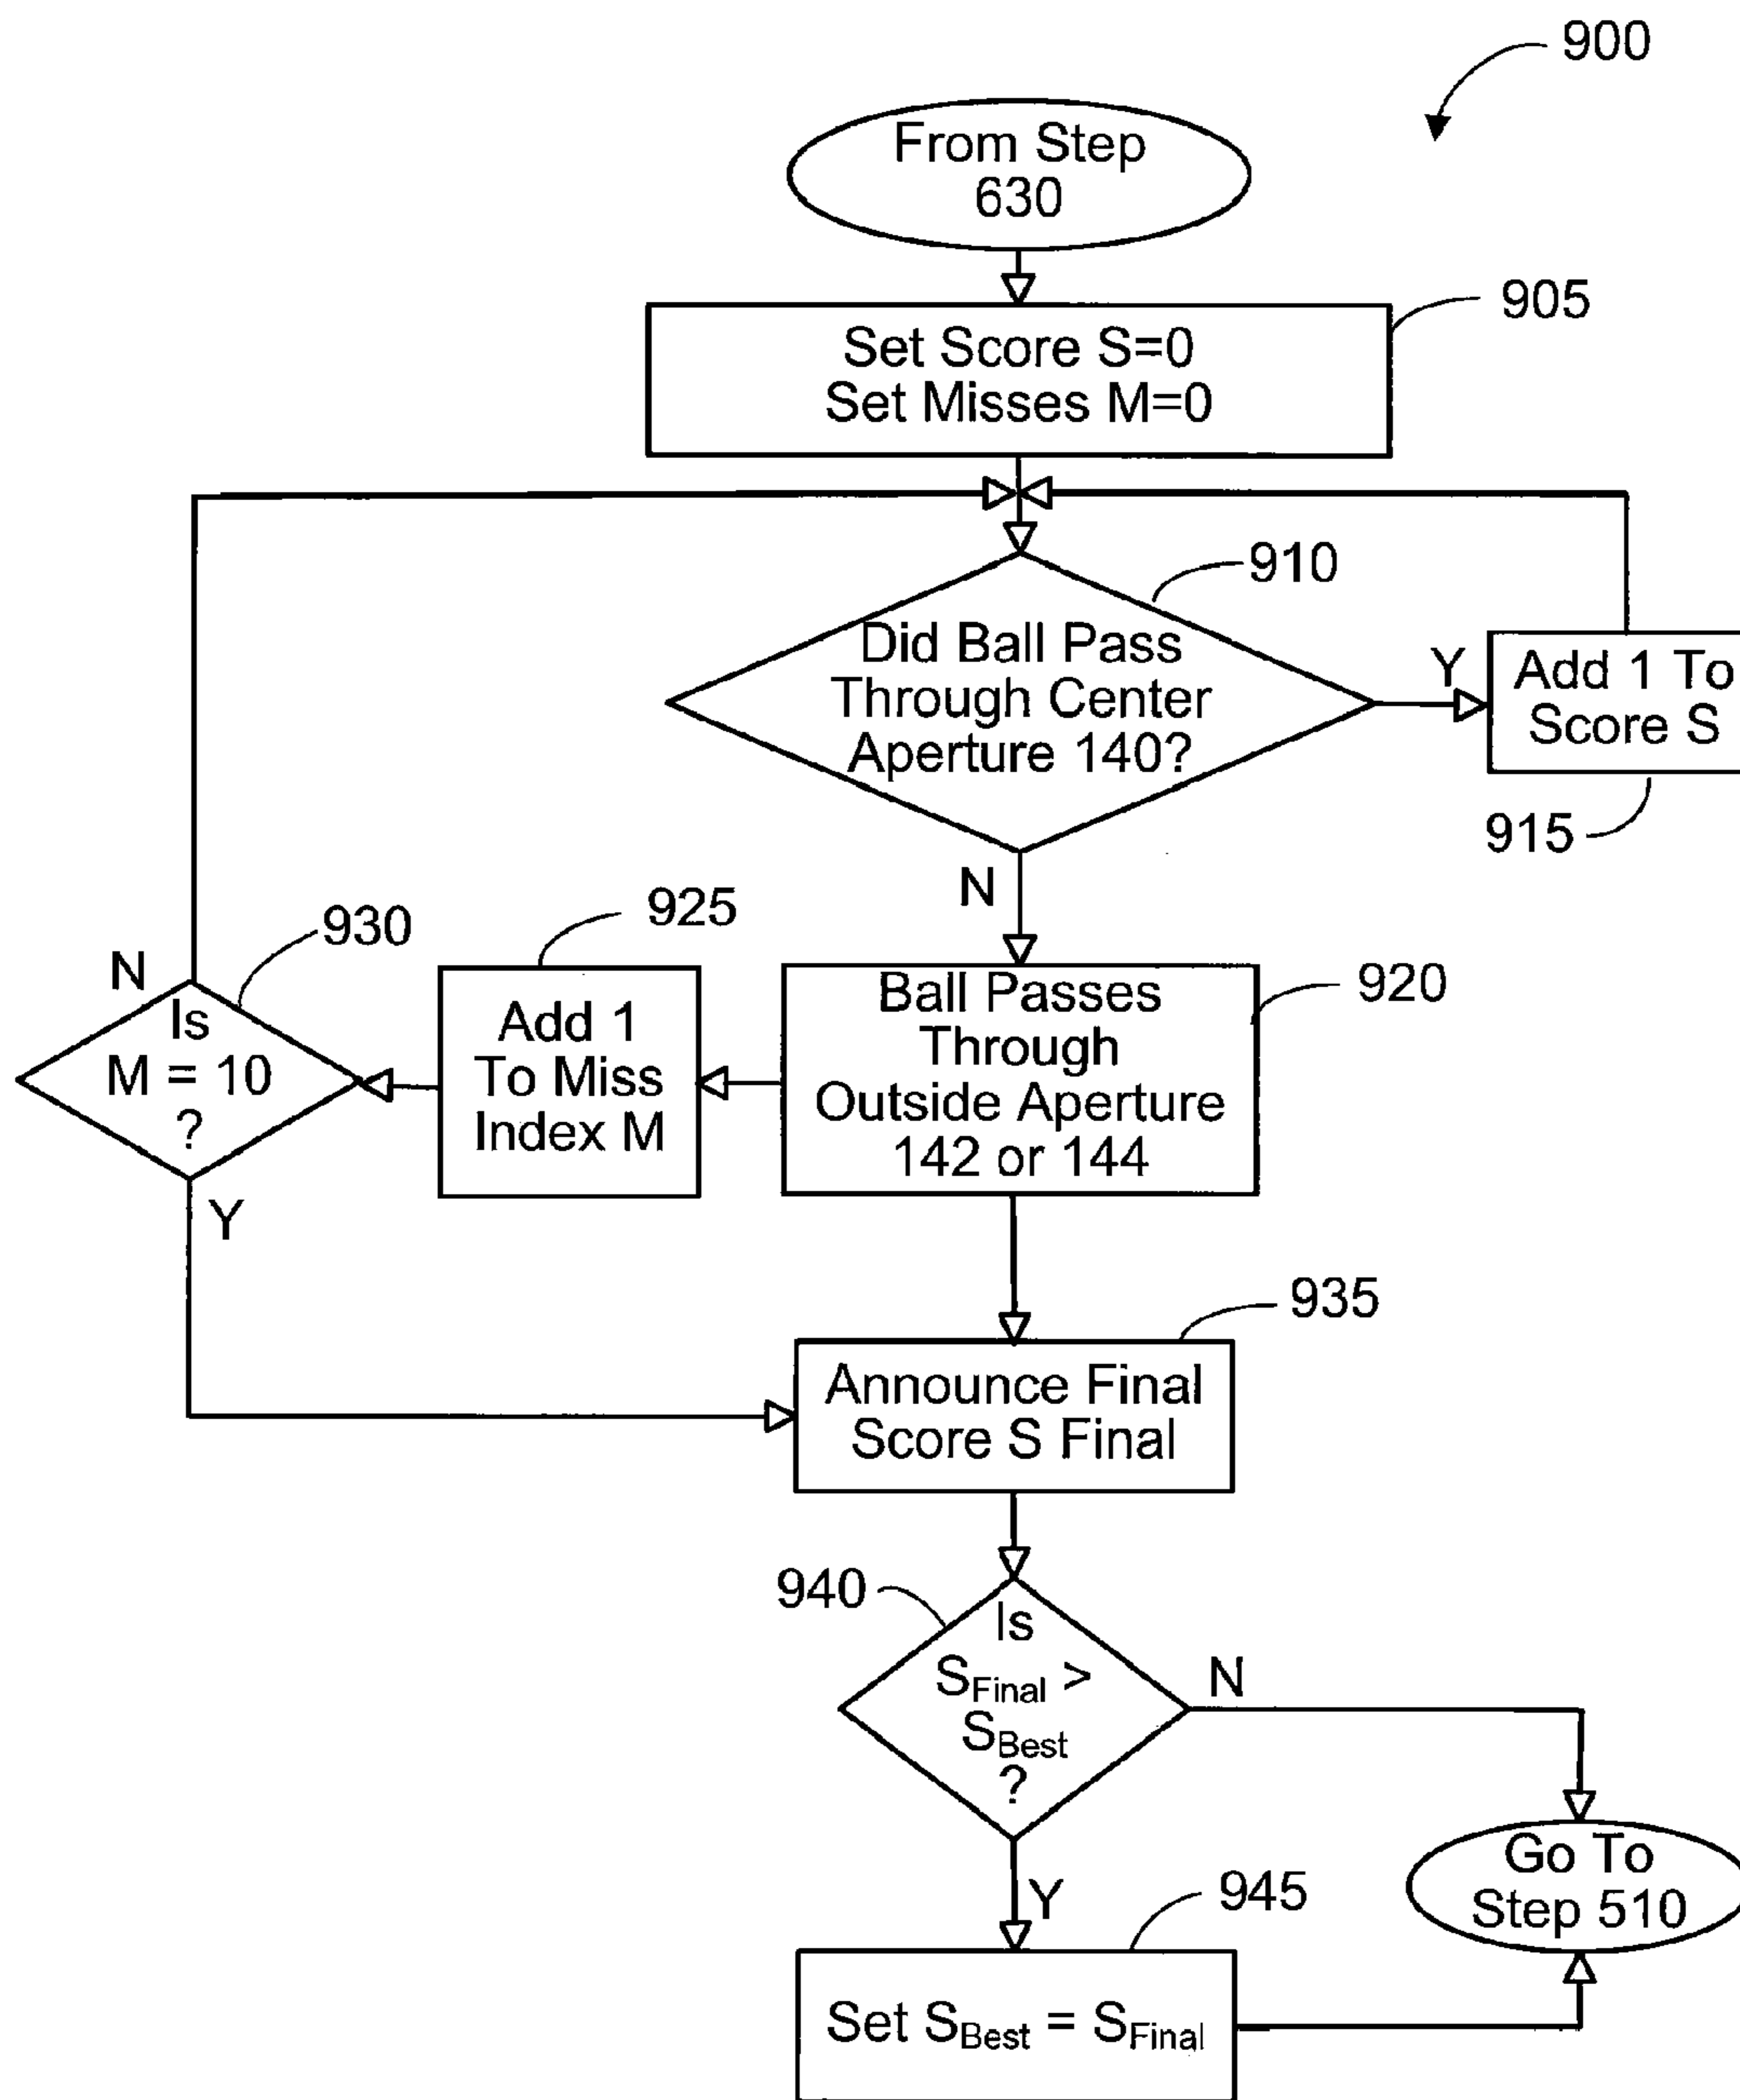 900
From Step
630
905
Set Score S=0
Set Misses M=0
910
Did Ball Pass
Through Center
Aperture 140?
Y
Add 1 To
Score S
915
N
930
N
Is
M = 10
?
Y
925
Add 1
To Miss
Index M
920
Ball Passes
Through
Outside Aperture
142 or 144
935
Announce Final
Score S Final
940
Is
SFinal >
SBest
?
N
Y
945
Set SBest = SFinal
Go To
Step 510